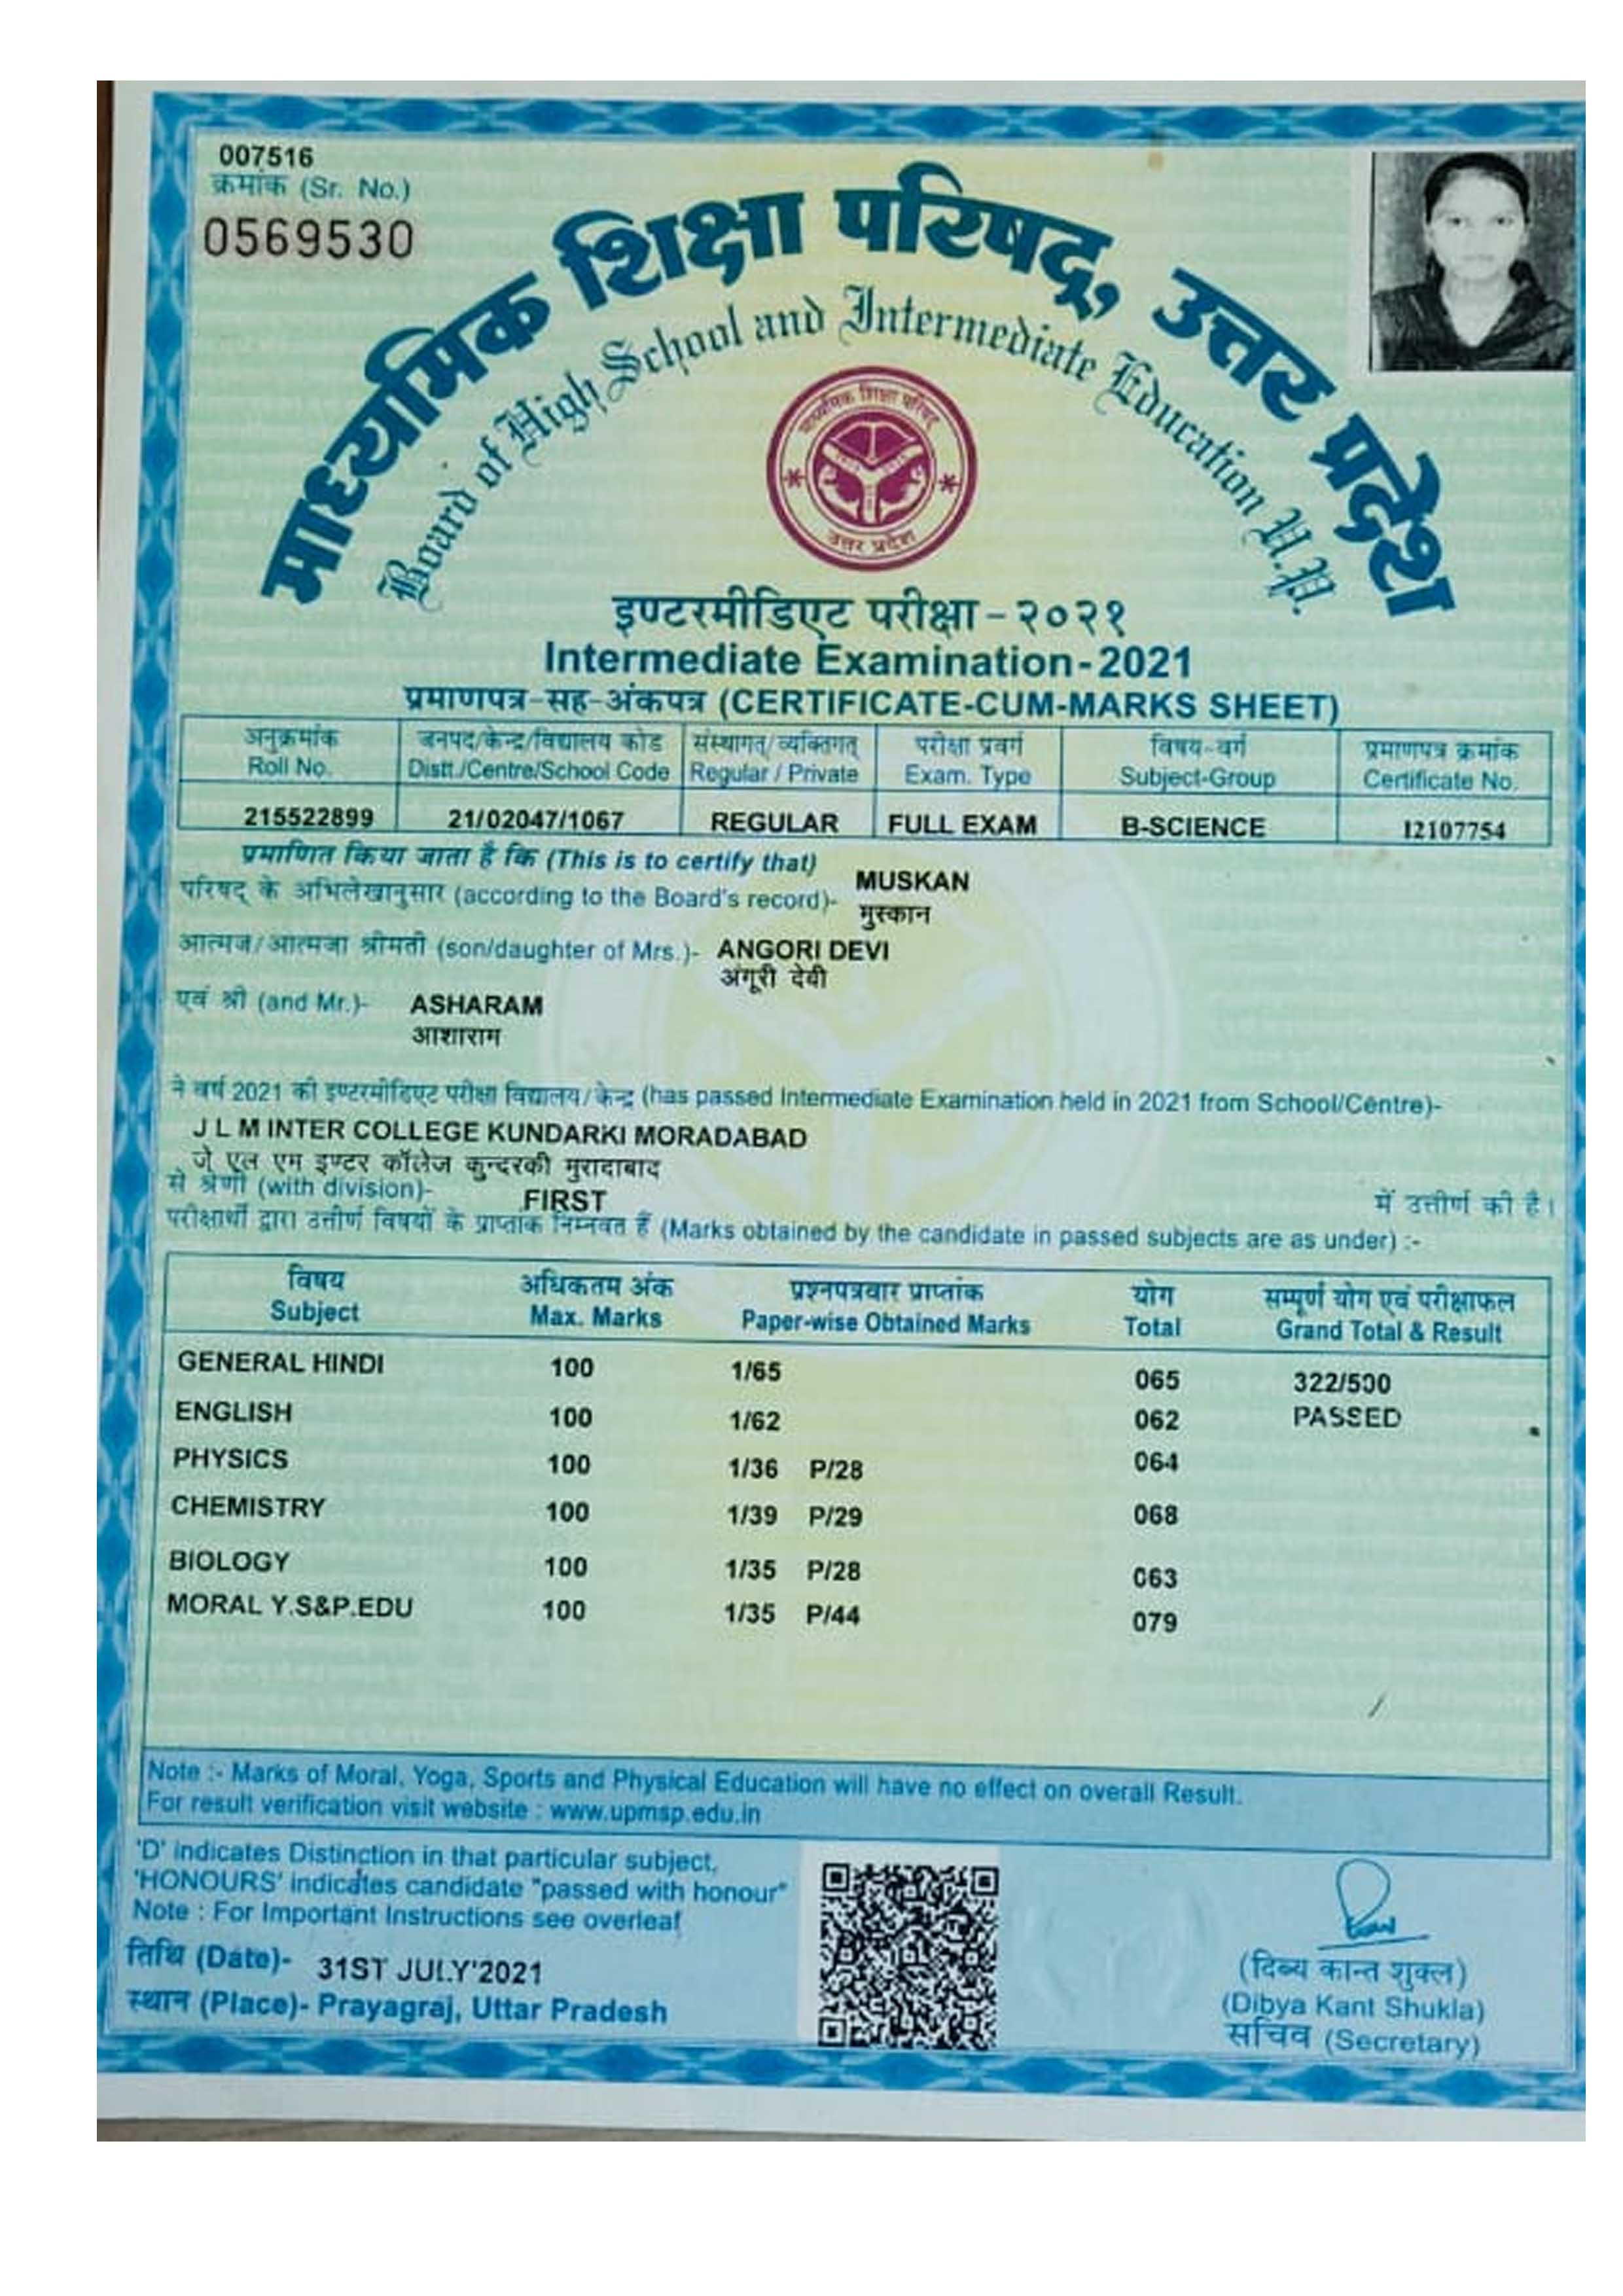 007516
क्रमांक (Sr. No.)
0569530
माध्यमिक शिक्षा परिषद्, उत्तर प्रदेश
Board of High School and Intermediate Education U.P.
माध्यमिक शिक्षा परिषद्
उत्तर प्रदेश
इण्टरमीडिएट परीक्षा - २०२१
Intermediate Examination - 2021
प्रमाणपत्र-सह-अंकपत्र (CERTIFICATE-CUM-MARKS SHEET)
अनुक्रमांक जनपद/केन्द्र/विद्यालय कोड संस्थागत/व्यक्तिगत परीक्षा प्रवर्ग विषय-वर्ग प्रमाणपत्र क्रमांक
Roll No. Distt./Centre/School Code Regular / Private Exam. Type Subject-Group Certificate No.
215522899 21/02047/1067 REGULAR FULL EXAM B-SCIENCE 12107754
प्रमाणित किया जाता है कि (This is to certify that)
परिषद् के अभिलेखानुसार (according to the Board's record)- MUSKAN
मुस्कान
आत्मज/आत्मजा श्रीमती (son/daughter of Mrs.)- ANGORI DEVI
अंगूरी देवी
एवं श्री (and Mr.)- ASHARAM
आशाराम
ने वर्ष 2021 की इण्टरमीडिएट परीक्षा विद्यालय/केन्द्र (has passed Intermediate Examination held in 2021 from School/Centre)-
J L M INTER COLLEGE KUNDARKI MORADABAD
जे एल एम इण्टर कॉलेज कुन्दरकी मुरादाबाद
से श्रेणी (with division)- FIRST में उत्तीर्ण की है।
परीक्षार्थी द्वारा उत्तीर्ण विषयों के प्राप्तांक निम्नवत हैं (Marks obtained by the candidate in passed subjects are as under) :-
विषय अधिकतम अंक प्रश्नपत्रवार प्राप्तांक योग सम्पूर्ण योग एवं परीक्षाफल
Subject Max. Marks Paper-wise Obtained Marks Total Grand Total & Result
GENERAL HINDI 100 1/65 065 322/500
ENGLISH 100 1/62 062 PASSED
PHYSICS 100 1/36 P/28 064
CHEMISTRY 100 1/39 P/29 068
BIOLOGY 100 1/35 P/28 063
MORAL Y.S&P.EDU 100 1/35 P/44 079
Note :- Marks of Moral, Yoga, Sports and Physical Education will have no effect on overall Result.
For result verification visit website : www.upmsp.edu.in
'D' indicates Distinction in that particular subject,
'HONOURS' indicates candidate "passed with honour"
Note : For Important Instructions see overleaf
तिथि (Date)- 31ST JULY'2021
स्थान (Place)- Prayagraj, Uttar Pradesh
(दिब्य कान्त शुक्ल)
(Dibya Kant Shukla)
सचिव (Secretary)